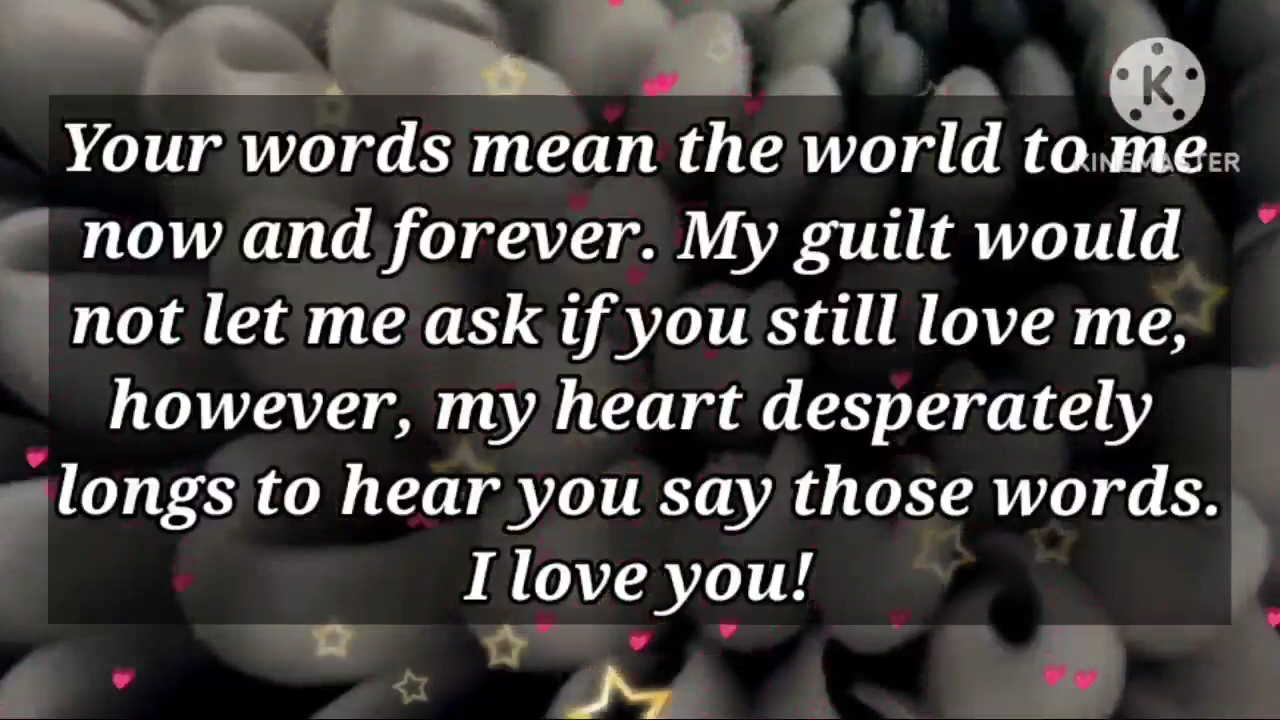 K
KINEMASTER
Your words mean the world to me
now and forever. My guilt would
not let me ask if you still love me,
however, my heart desperately
longs to hear you say those words.
I love you!